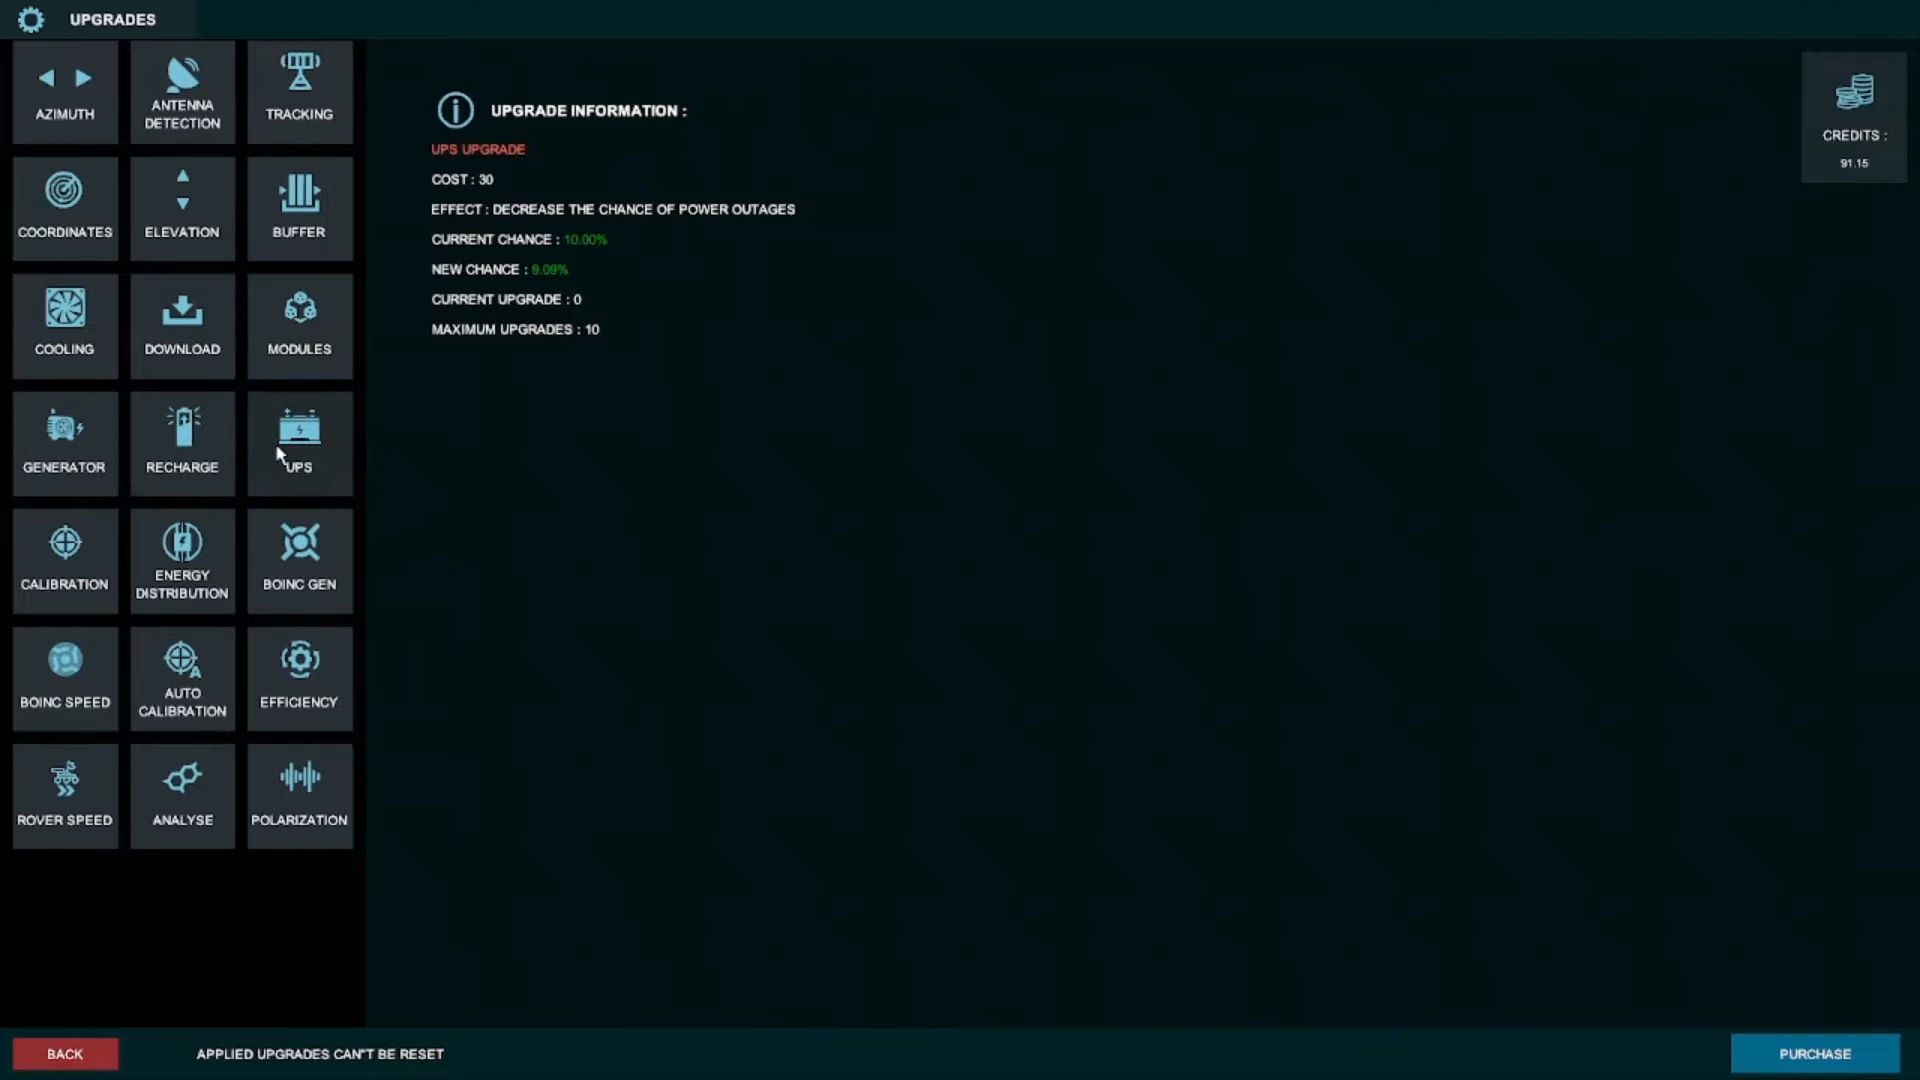 UPGRADES
AZIMUTH
ANTENNA
DETECTION
TRACKING
COORDINATES
ELEVATION
BUFFER
COOLING
DOWNLOAD
MODULES
GENERATOR
RECHARGE
UPS
CALIBRATION
ENERGY
DISTRIBUTION
BOINC GEN
BOINC SPEED
AUTO
CALIBRATION
EFFICIENCY
ROVER SPEED
ANALYSE
POLARIZATION
UPGRADE INFORMATION :
UPS UPGRADE
COST : 30
EFFECT : DECREASE THE CHANCE OF POWER OUTAGES
CURRENT CHANCE : 10.00%
NEW CHANCE : 9.09%
CURRENT UPGRADE : 0
MAXIMUM UPGRADES : 10
CREDITS :
91.15
BACK
APPLIED UPGRADES CAN'T BE RESET
PURCHASE